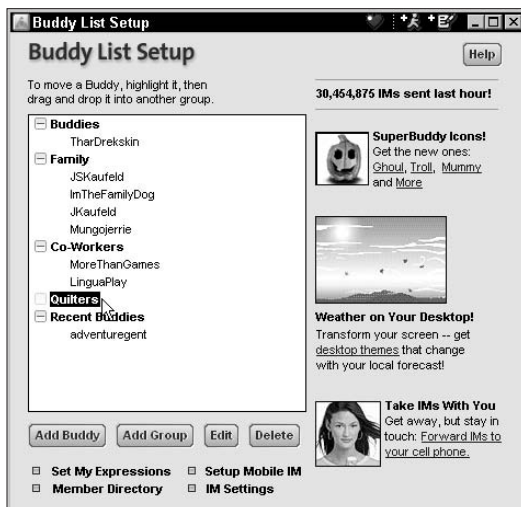 Buddy List Setup
Buddy List Setup
Help
To move a Buddy, highlight it, then
drag and drop it into another group.
Buddies
TharDrekskin
Family
JSKaufeld
ImTheFamilyDog
JKaufeld
Mungojerrie
Co-Workers
MoreThanGames
LinguaPlay
Quilters
Recent Buddies
adventuregent
Add Buddy
Add Group
Edit
Delete
Set My Expressions
Setup Mobile IM
Member Directory
IM Settings
30,454,875 IMs sent last hour!
SuperBuddy Icons!
Get the new ones:
Ghoul, Troll, Mummy
and More
Weather on Your Desktop!
Transform your screen -- get
desktop themes that change
with your local forecast!
Take IMs With You
Get away, but stay in
touch: Forward IMs to
your cell phone.